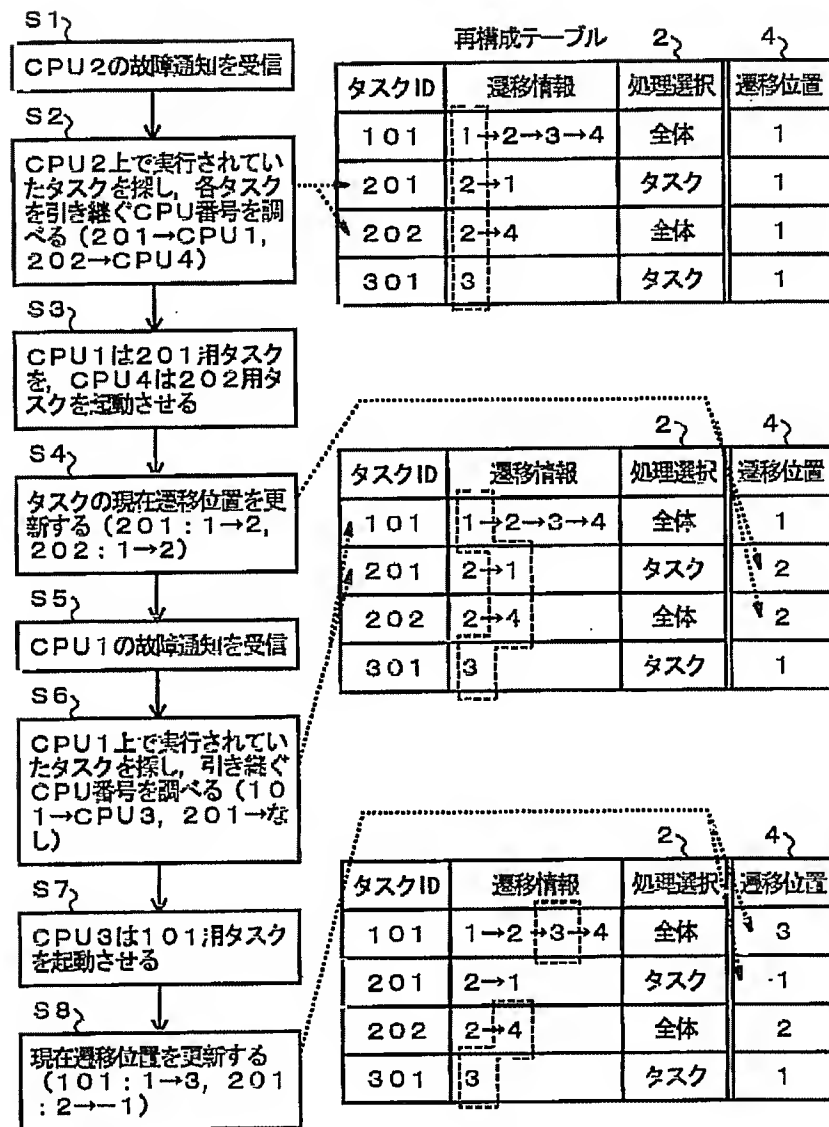 S1
CPU2の故障通知を受信
S2
CPU2上で実行されてい
たタスクを探し，各タスク
を引き継ぐCPU番号を調
べる（201→CPU1，
202→CPU4）
S3
CPU1は201用タスク
を，CPU4は202用タ
スクを起動させる
S4
タスクの現在遷移位置を更
新する（201：1→2，
202：1→2）
S5
CPU1の故障通知を受信
S6
CPU1上で実行されてい
たタスクを探し，引き継ぐ
CPU番号を調べる（10
1→CPU3，201→な
し）
S7
CPU3は101用タスク
を起動させる
S8
現在遷移位置を更新する
（101：1→3，201
：2→−1）
再構成テーブル 2 4
タスクID 遷移情報 処理選択 遷移位置
101 1→2→3→4 全体 1
201 2→1 タスク 1
202 2→4 全体 1
301 3 タスク 1
2 4
タスクID 遷移情報 処理選択 遷移位置
101 1→2→3→4 全体 1
201 2→1 タスク 2
202 2→4 全体 2
301 3 タスク 1
2 4
タスクID 遷移情報 処理選択 遷移位置
101 1→2→3→4 全体 3
201 2→1 タスク -1
202 2→4 全体 2
301 3 タスク 1